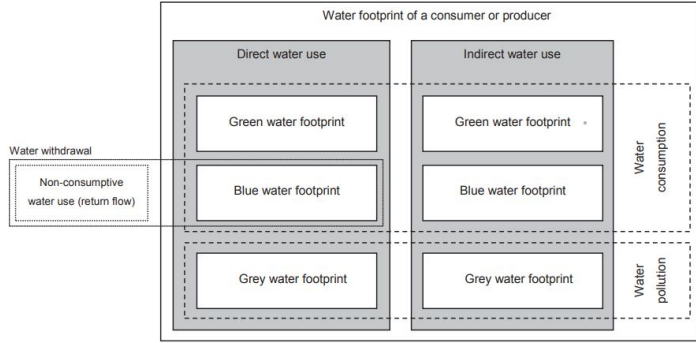 Water footprint of a consumer or producer
Direct water use
Indirect water use
Green water footprint
Green water footprint
Water withdrawal
Non-consumptive
water use (return flow)
Blue water footprint
Blue water footprint
Water
consumption
Grey water footprint
Grey water footprint
Water
pollution